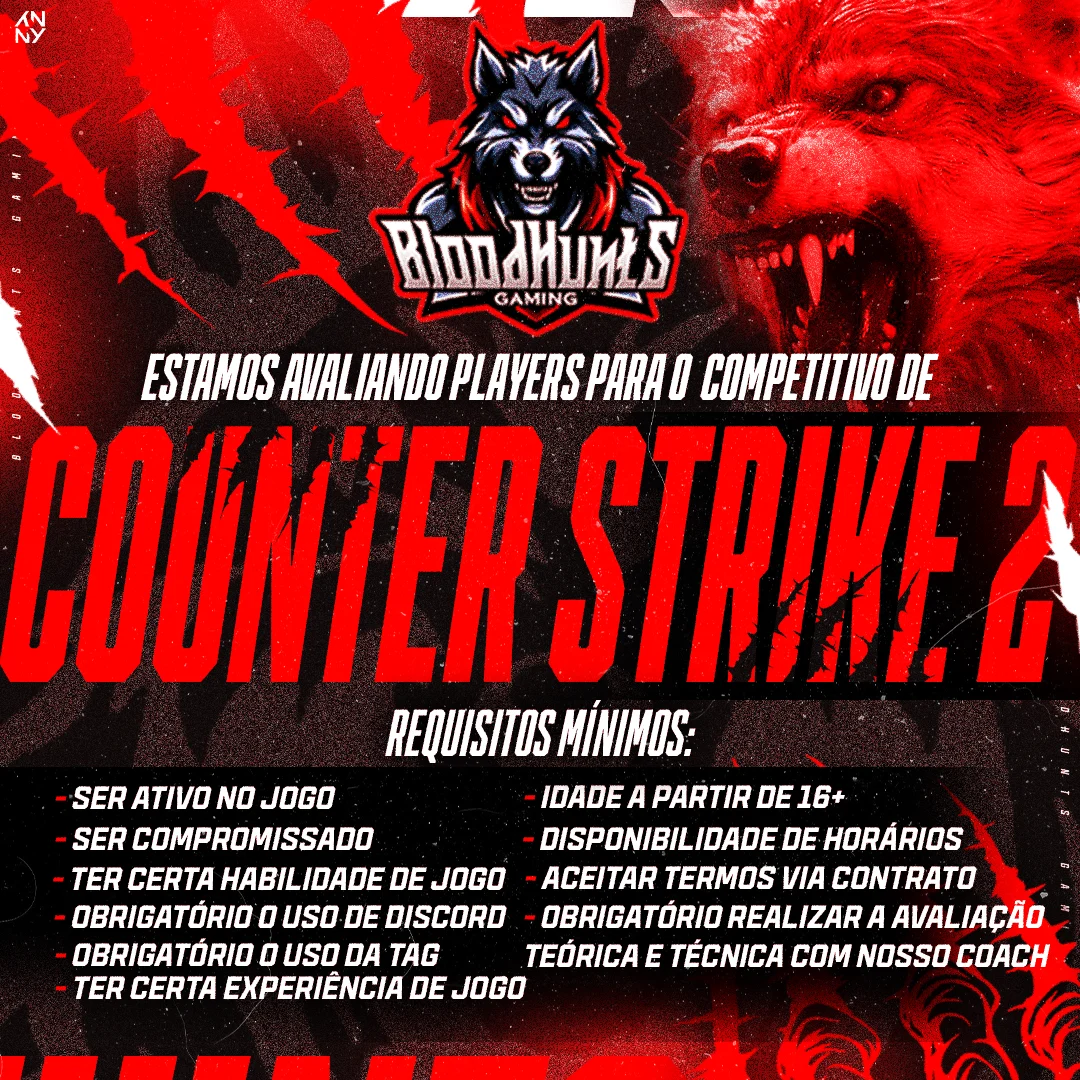 BloodHunts
GAMING
ESTAMOS AVALIANDO PLAYERS PARA O COMPETITIVO DE
COUNTER STRIKE 2
REQUISITOS MÍNIMOS:
- SER ATIVO NO JOGO
- SER COMPROMISSADO
- TER CERTA HABILIDADE DE JOGO
- OBRIGATÓRIO O USO DE DISCORD
- OBRIGATÓRIO O USO DA TAG
- TER CERTA EXPERIÊNCIA DE JOGO
- IDADE A PARTIR DE 16+
- DISPONIBILIDADE DE HORÁRIOS
- ACEITAR TERMOS VIA CONTRATO
- OBRIGATÓRIO REALIZAR A AVALIAÇÃO
TEÓRICA E TÉCNICA COM NOSSO COACH